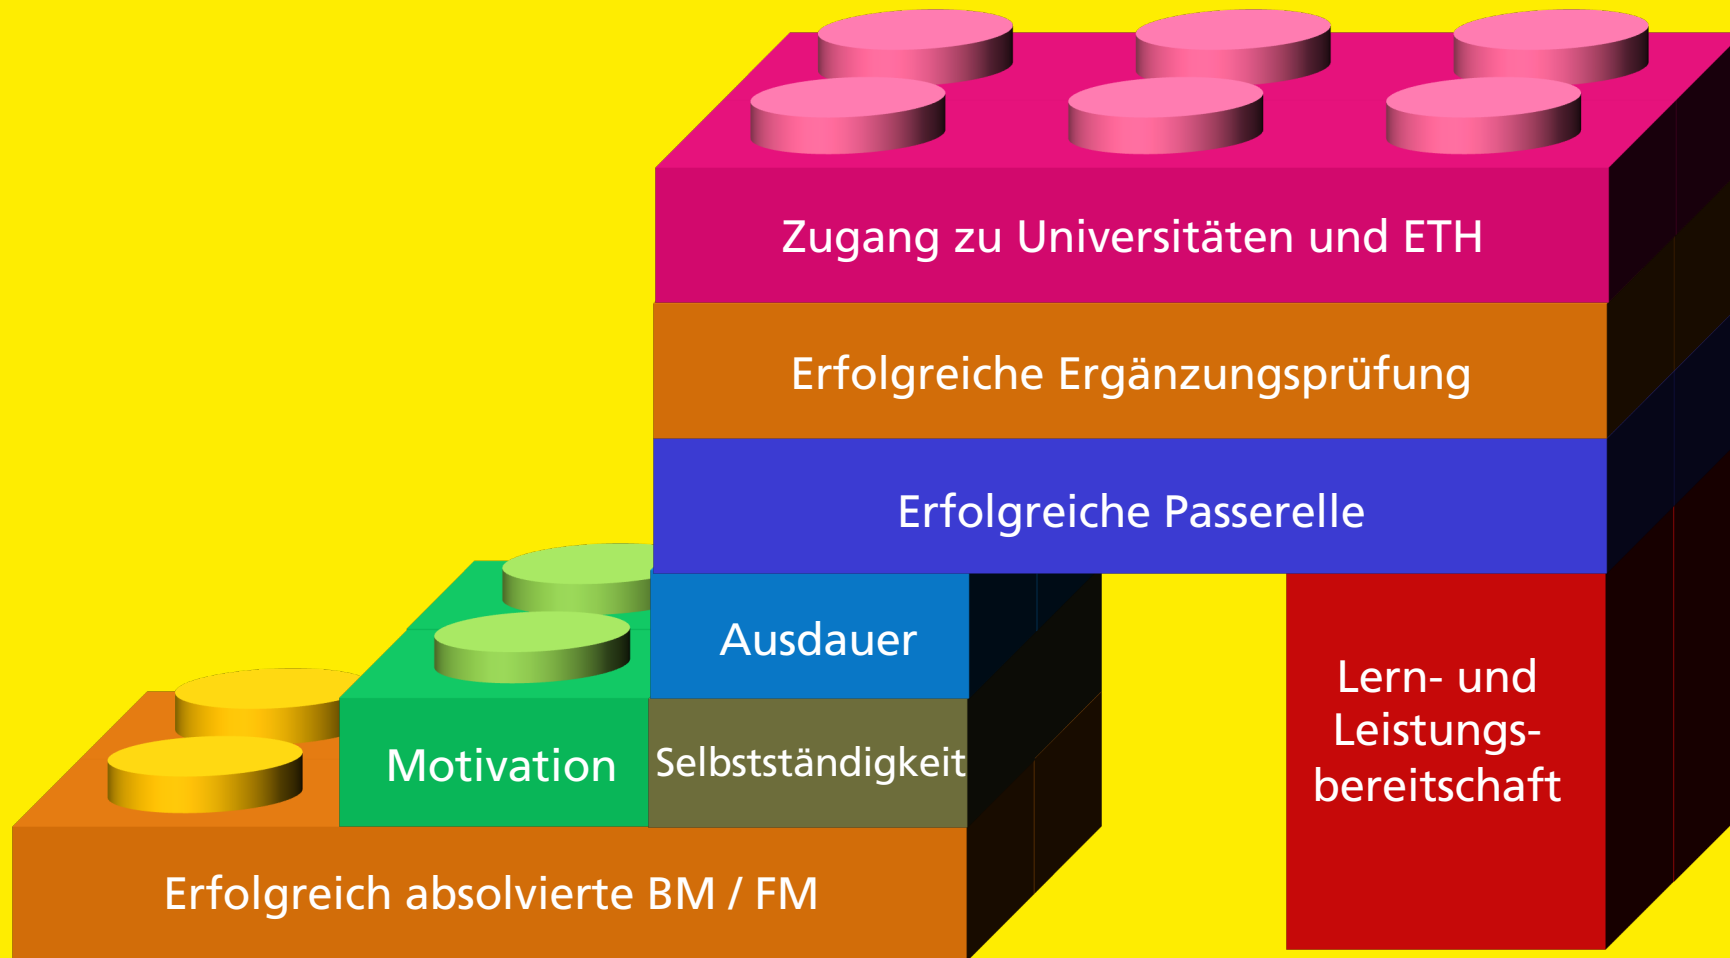 Zugang zu Universitäten und ETH
Erfolgreiche Ergänzungsprüfung
Erfolgreiche Passerelle
Ausdauer
Lern- und
Leistungs-
bereitschaft
Motivation
Selbstständigkeit
Erfolgreich absolvierte BM / FM